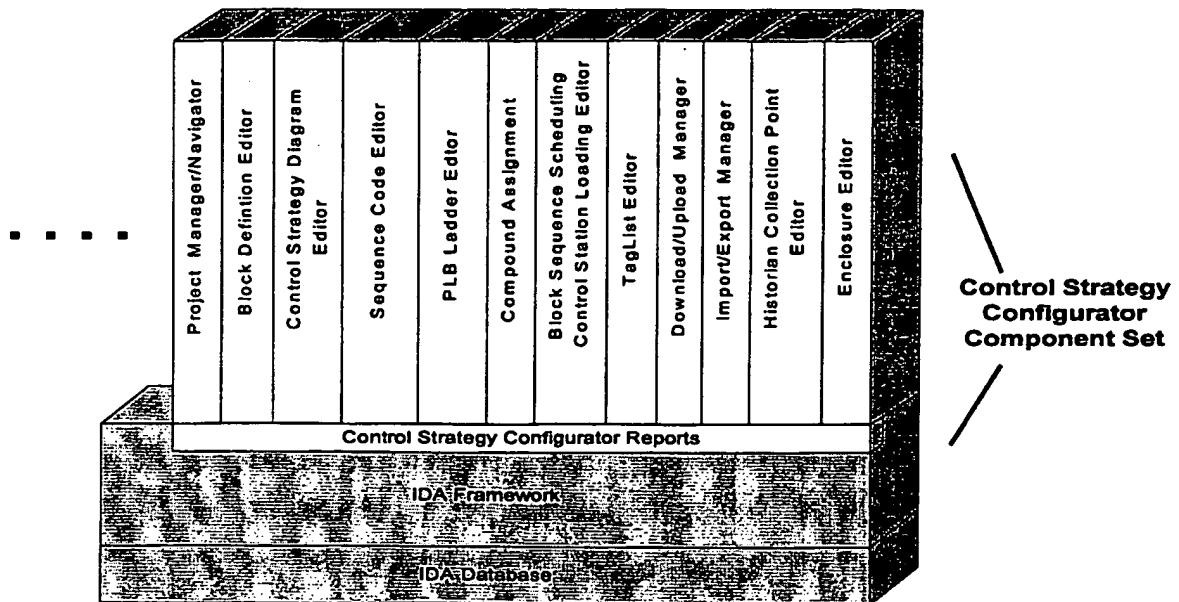 Project Manager/Navigator
Block Defintion Editor
Control Strategy Diagram
Editor
Sequence Code Editor
PLB Ladder Edtor
Compound Assignment
Block Sequence Scheduling
Control Station Loading Editor
TagList Editor
Download/Upload Manager
Import/Export Manager
Historian Collection Point
Editor
Enclosure Editor
Control Strategy
Configurator
Component Set
Control Strategy Configurator Reports
IDA Framework
IDA Database